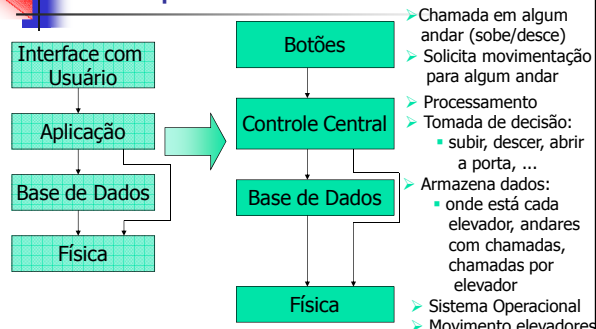 Interface com
Usuário
Aplicação
Base de Dados
Física
Botões
Controle Central
Base de Dados
Física
Chamada em algum
andar (sobe/desce)
Solicita movimentação
para algum andar
Processamento
Tomada de decisão:
subir, descer, abrir
a porta, ...
Armazena dados:
onde está cada
elevador, andares
com chamadas,
chamadas por
elevador
Sistema Operacional
Movimento elevadores